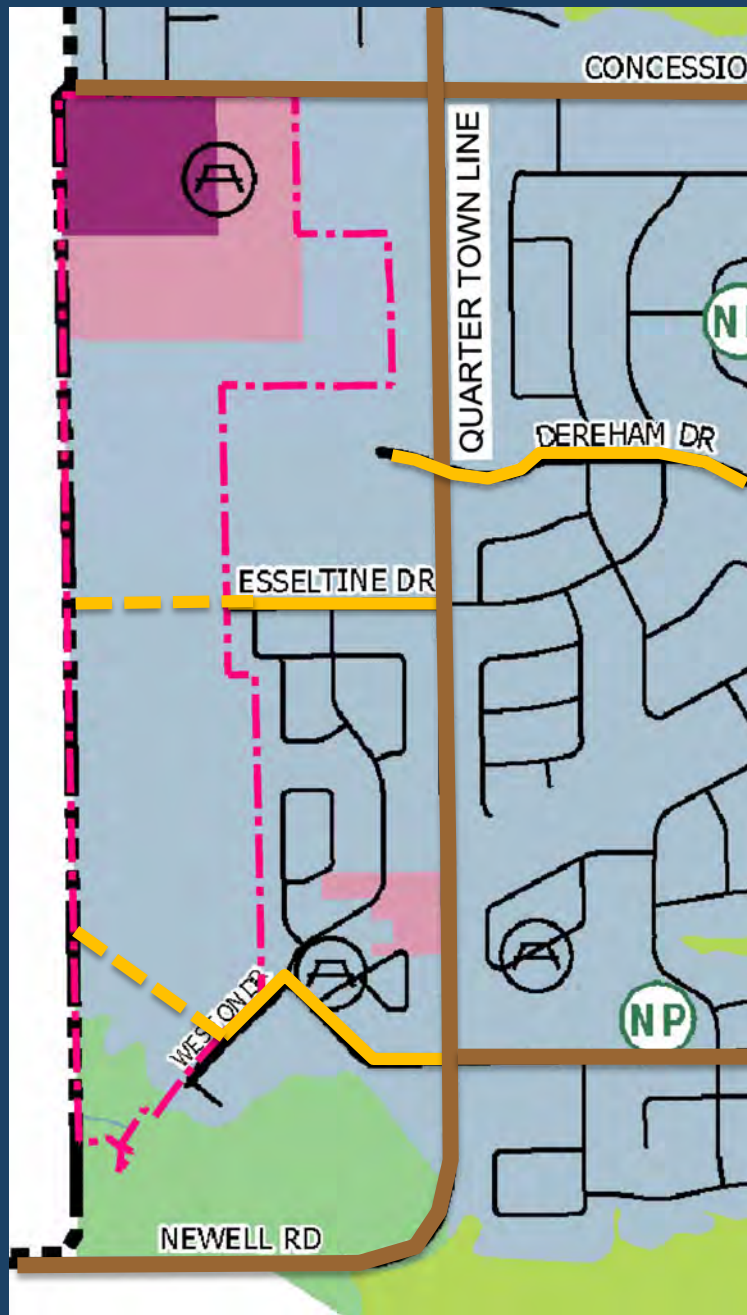 CONCESSIO
QUARTER TOWN LINE
N
DEREHAM DR
ESSELTINE DR
WESTON DR
NP
NEWELL RD